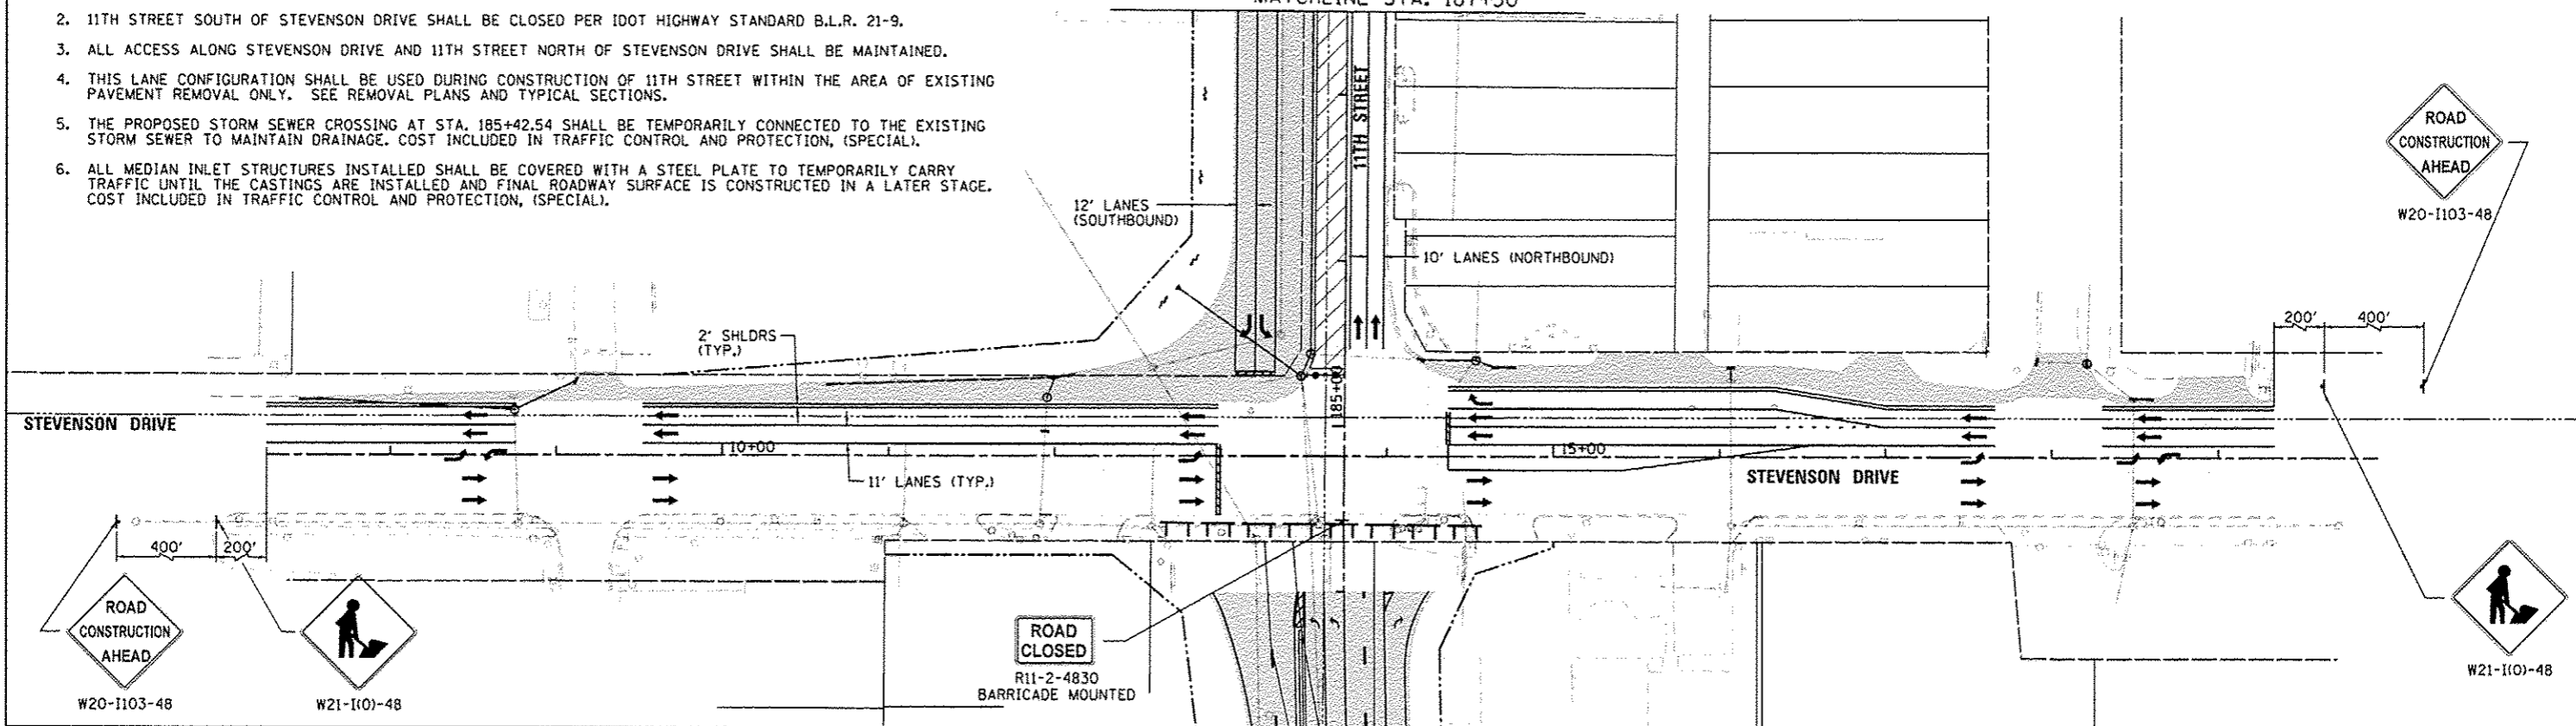 MATCHLINE STA. 187+50
2. 11TH STREET SOUTH OF STEVENSON DRIVE SHALL BE CLOSED PER IDOT HIGHWAY STANDARD B.L.R. 21-9.
3. ALL ACCESS ALONG STEVENSON DRIVE AND 11TH STREET NORTH OF STEVENSON DRIVE SHALL BE MAINTAINED.
4. THIS LANE CONFIGURATION SHALL BE USED DURING CONSTRUCTION OF 11TH STREET WITHIN THE AREA OF EXISTING
PAVEMENT REMOVAL ONLY. SEE REMOVAL PLANS AND TYPICAL SECTIONS.
5. THE PROPOSED STORM SEWER CROSSING AT STA. 185+42.54 SHALL BE TEMPORARILY CONNECTED TO THE EXISTING
STORM SEWER TO MAINTAIN DRAINAGE. COST INCLUDED IN TRAFFIC CONTROL AND PROTECTION, (SPECIAL).
6. ALL MEDIAN INLET STRUCTURES INSTALLED SHALL BE COVERED WITH A STEEL PLATE TO TEMPORARILY CARRY
TRAFFIC UNTIL THE CASTINGS ARE INSTALLED AND FINAL ROADWAY SURFACE IS CONSTRUCTED IN A LATER STAGE.
COST INCLUDED IN TRAFFIC CONTROL AND PROTECTION, (SPECIAL).
11TH STREET
12' LANES
(SOUTHBOUND)
10' LANES (NORTHBOUND)
ROAD
CONSTRUCTION
AHEAD
W20-I103-48
200'
400'
2' SHLDRS
(TYP.)
185+00
STEVENSON DRIVE
10+00
15+00
11' LANES (TYP.)
STEVENSON DRIVE
400'
200'
ROAD
CONSTRUCTION
AHEAD
W20-I103-48
W21-I(O)-48
ROAD
CLOSED
R11-2-4830
BARRICADE MOUNTED
W21-I(O)-48